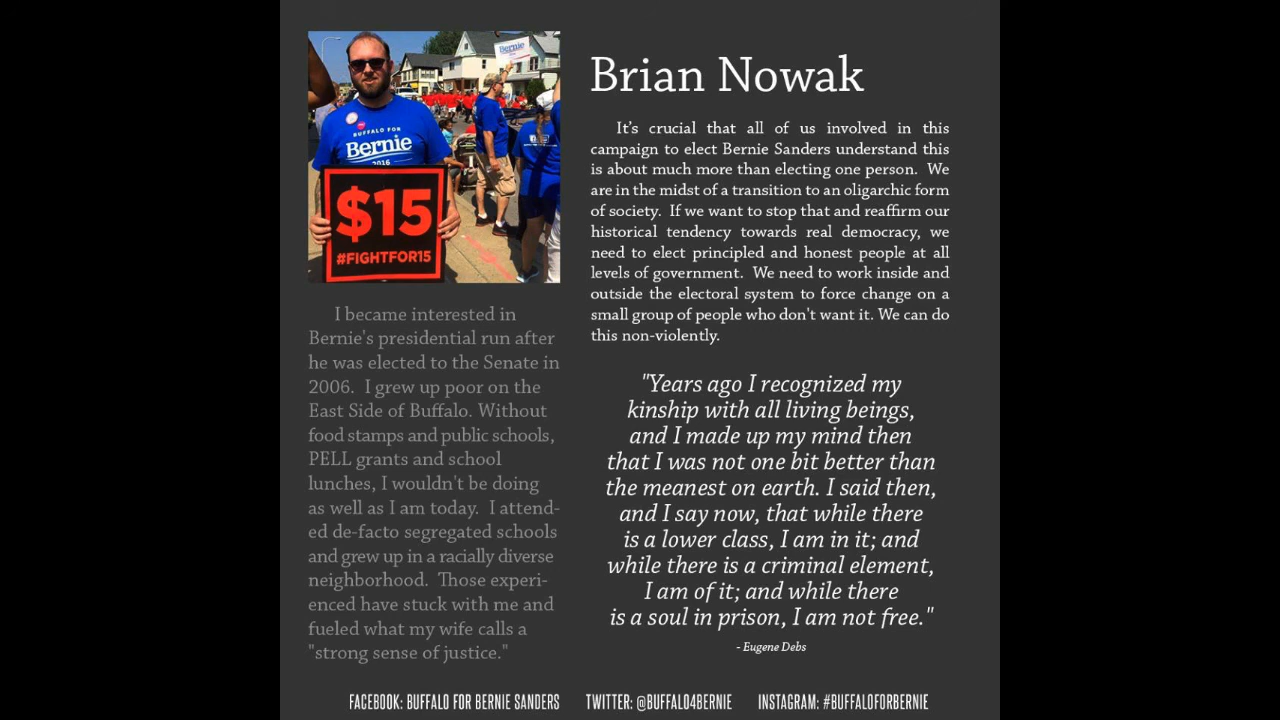 Bernie
BUFFALO FOR
Bernie
2016
$15
#FIGHTFOR15
I became interested in
Bernie's presidential run after
he was elected to the Senate in
2006. I grew up poor on the
East Side of Buffalo. Without
food stamps and public schools,
PELL grants and school
lunches, I wouldn't be doing
as well as I am today. I attend-
ed de-facto segregated schools
and grew up in a racially diverse
neighborhood. Those experi-
enced have stuck with me and
fueled what my wife calls a
"strong sense of justice."
Brian Nowak
It's crucial that all of us involved in this
campaign to elect Bernie Sanders understand this
is about much more than electing one person. We
are in the midst of a transition to an oligarchic form
of society. If we want to stop that and reaffirm our
historical tendency towards real democracy, we
need to elect principled and honest people at all
levels of government. We need to work inside and
outside the electoral system to force change on a
small group of people who don't want it. We can do
this non-violently.
"Years ago I recognized my
kinship with all living beings,
and I made up my mind then
that I was not one bit better than
the meanest on earth. I said then,
and I say now, that while there
is a lower class, I am in it; and
while there is a criminal element,
I am of it; and while there
is a soul in prison, I am not free."
- Eugene Debs
FACEBOOK: BUFFALO FOR BERNIE SANDERS TWITTER: @BUFFALO4BERNIE INSTAGRAM: #BUFFALOFORBERNIE